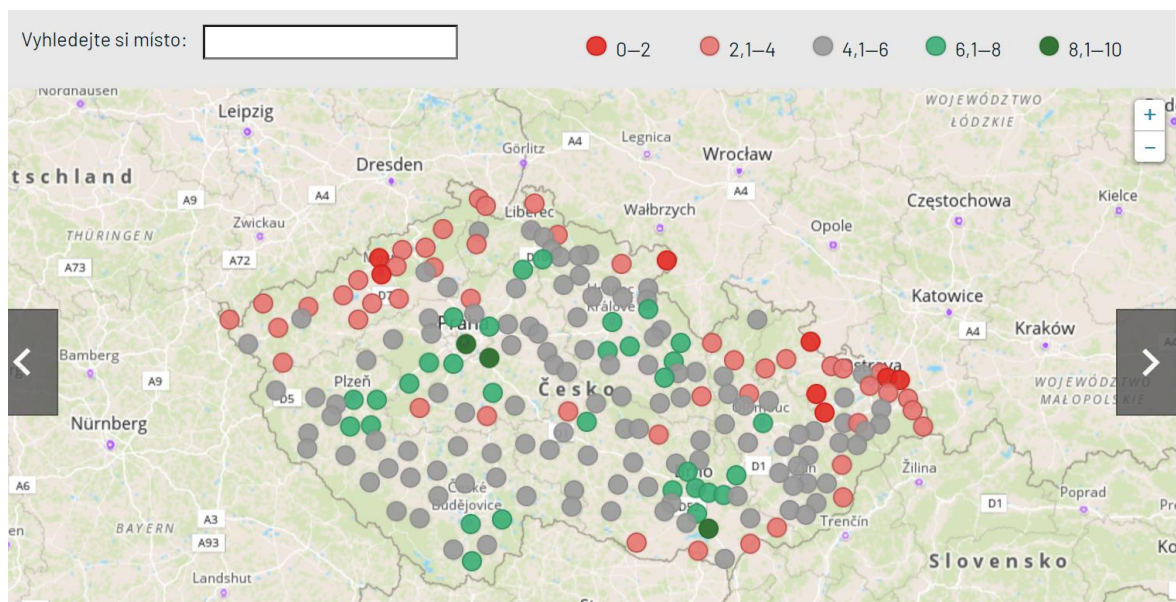 Vyhledejte si místo:
0–2
2,1–4
4,1–6
6,1–8
8,1–10
Nordhausen
Leipzig
WOJEWÓDZTWO
ŁÓDZKIE
+
−
Görlitz
A4
Legnica
Dresden
Wrocław
tschland
A9
A4
A4
Kielce
Częstochowa
Zwickau
Liberec
Wałbrzych
Opole
THÜRINGEN
A72
A73
Králové
Katowice
A4
Praha
Kraków
Bamberg
Ostrava
A9
Plzeň
WOJEWÓDZTWO
MAŁOPOLSKIE
Česko
D5
Olomouc
Nürnberg
D1
Brno
Žilina
A6
České
Budějovice
Poprad
D1
A3
BAYERN
Trenčín
A93
Slovensko
Landshut